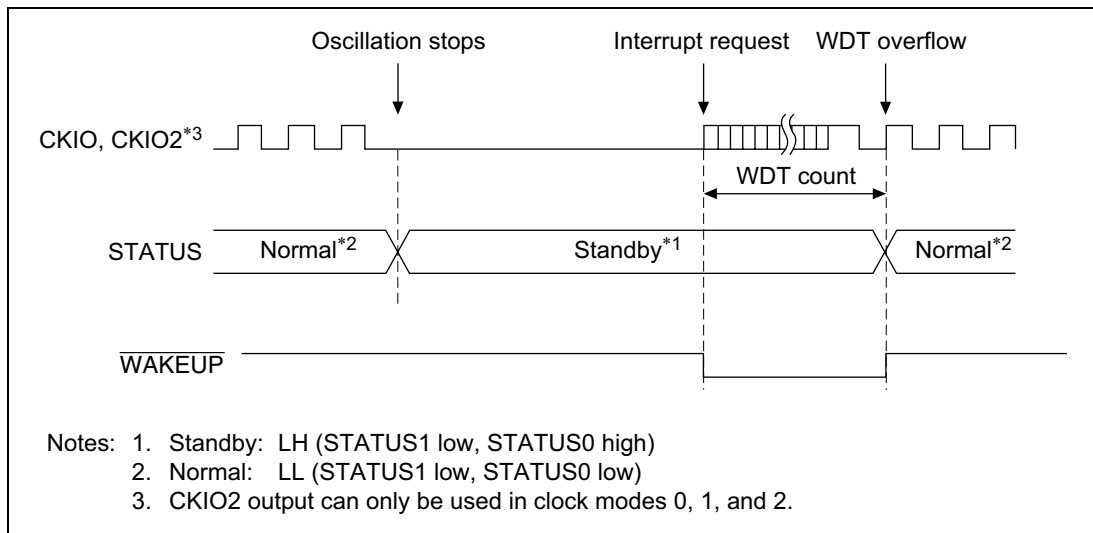 Oscillation stops Interrupt request WDT overflow
CKIO, CKIO2*3
WDT count
STATUS Normal*2 Standby*1 Normal*2
WAKEUP
Notes: 1. Standby: LH (STATUS1 low, STATUS0 high)
2. Normal: LL (STATUS1 low, STATUS0 low)
3. CKIO2 output can only be used in clock modes 0, 1, and 2.